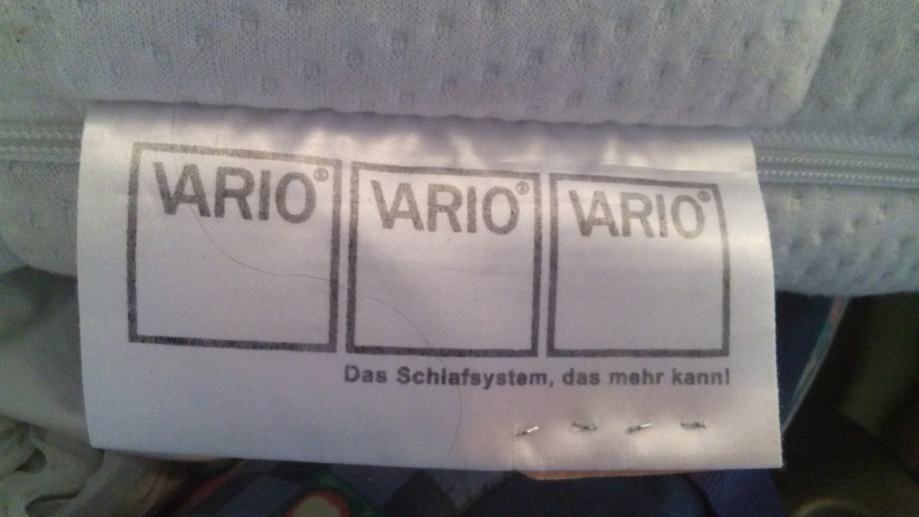 VARIO® VARIO® VARIO®
Das Schlafsystem, das mehr kann!